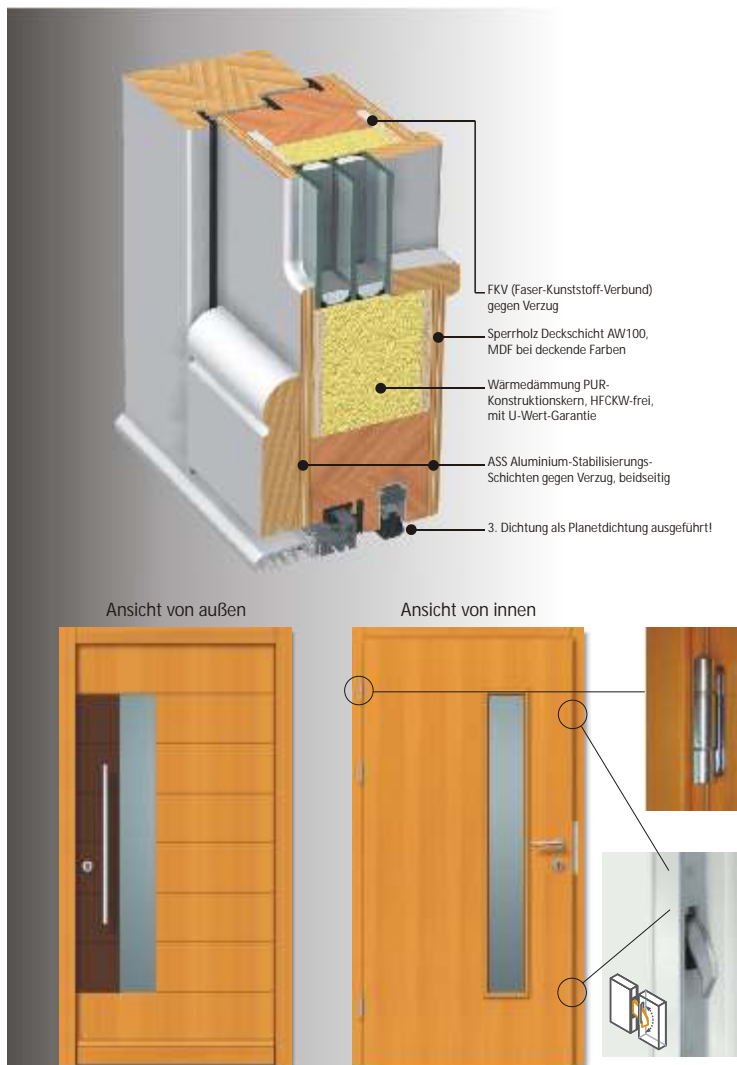 FKV (Faser-Kunststoff-Verbund)
gegen Verzug
Sperrholz Deckschicht AW100,
MDF bei deckende Farben
Wärmedämmung PUR-
Konstruktionskern, HFCKW-frei,
mit U-Wert-Garantie
ASS Aluminium-Stabilisierungs-
Schichten gegen Verzug, beidseitig
3. Dichtung als Planetdichtung ausgeführt!
Ansicht von außen
Ansicht von innen